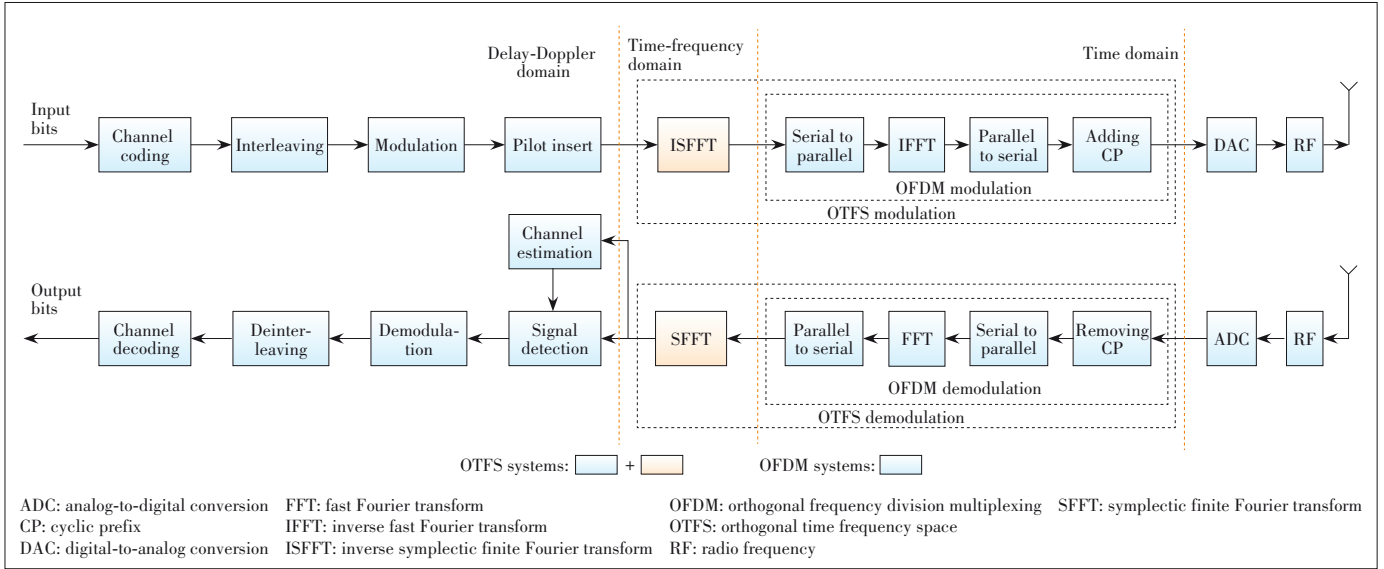 Delay-Doppler
domain
Time-frequency
domain
Time domain
Input
bits
Channel
coding
Interleaving
Modulation
Pilot insert
ISFFT
Serial to
parallel
IFFT
Parallel
to serial
Adding
CP
DAC
RF
OFDM modulation
OTFS modulation
Channel
estimation
Output
bits
Channel
decoding
Deinter-
leaving
Demodula-
tion
Signal
detection
SFFT
Parallel
to serial
FFT
Serial to
parallel
Removing
CP
ADC
RF
OFDM demodulation
OTFS demodulation
OTFS systems: +
OFDM systems:
ADC: analog-to-digital conversion
CP: cyclic prefix
DAC: digital-to-analog conversion
FFT: fast Fourier transform
IFFT: inverse fast Fourier transform
ISFFT: inverse symplectic finite Fourier transform
OFDM: orthogonal frequency division multiplexing
OTFS: orthogonal time frequency space
RF: radio frequency
SFFT: symplectic finite Fourier transform